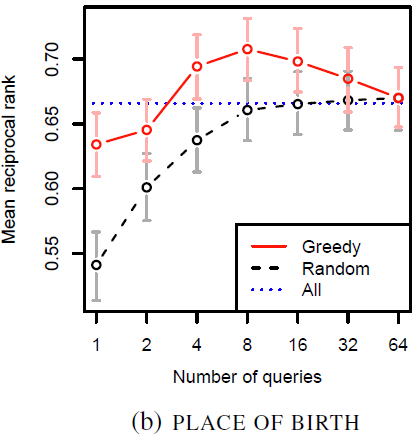 Mean reciprocal rank
0.70
0.65
0.60
0.55
Greedy
Random
All
1 2 4 8 16 32 64
Number of queries
(b) PLACE OF BIRTH